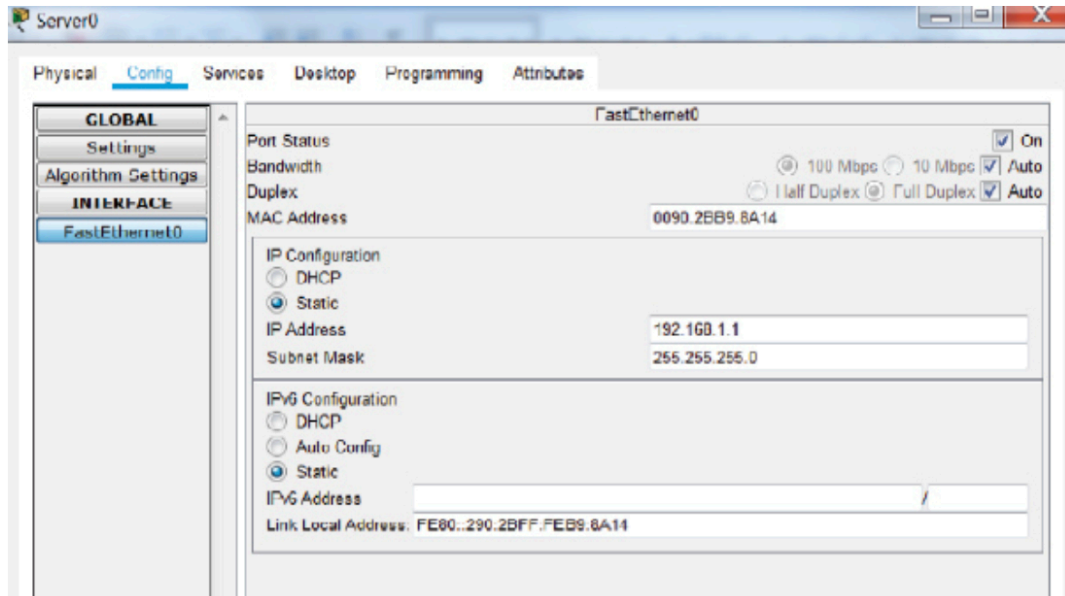 Server0
Physical Config Services Desktop Programming Attributes
GLOBAL
Settings
Algorithm Settings
INTERFACE
FastEthernet0
FastEthernet0
Port Status On
Bandwidth 100 Mbps 10 Mbps Auto
Duplex Half Duplex Full Duplex Auto
MAC Address 0090.2BB9.8A14
IP Configuration
DHCP
Static
IP Address 192.168.1.1
Subnet Mask 255.255.255.0
IPv6 Configuration
DHCP
Auto Config
Static
IPv6 Address /
Link Local Address: FE80::290:2BFF:FEB9:8A14